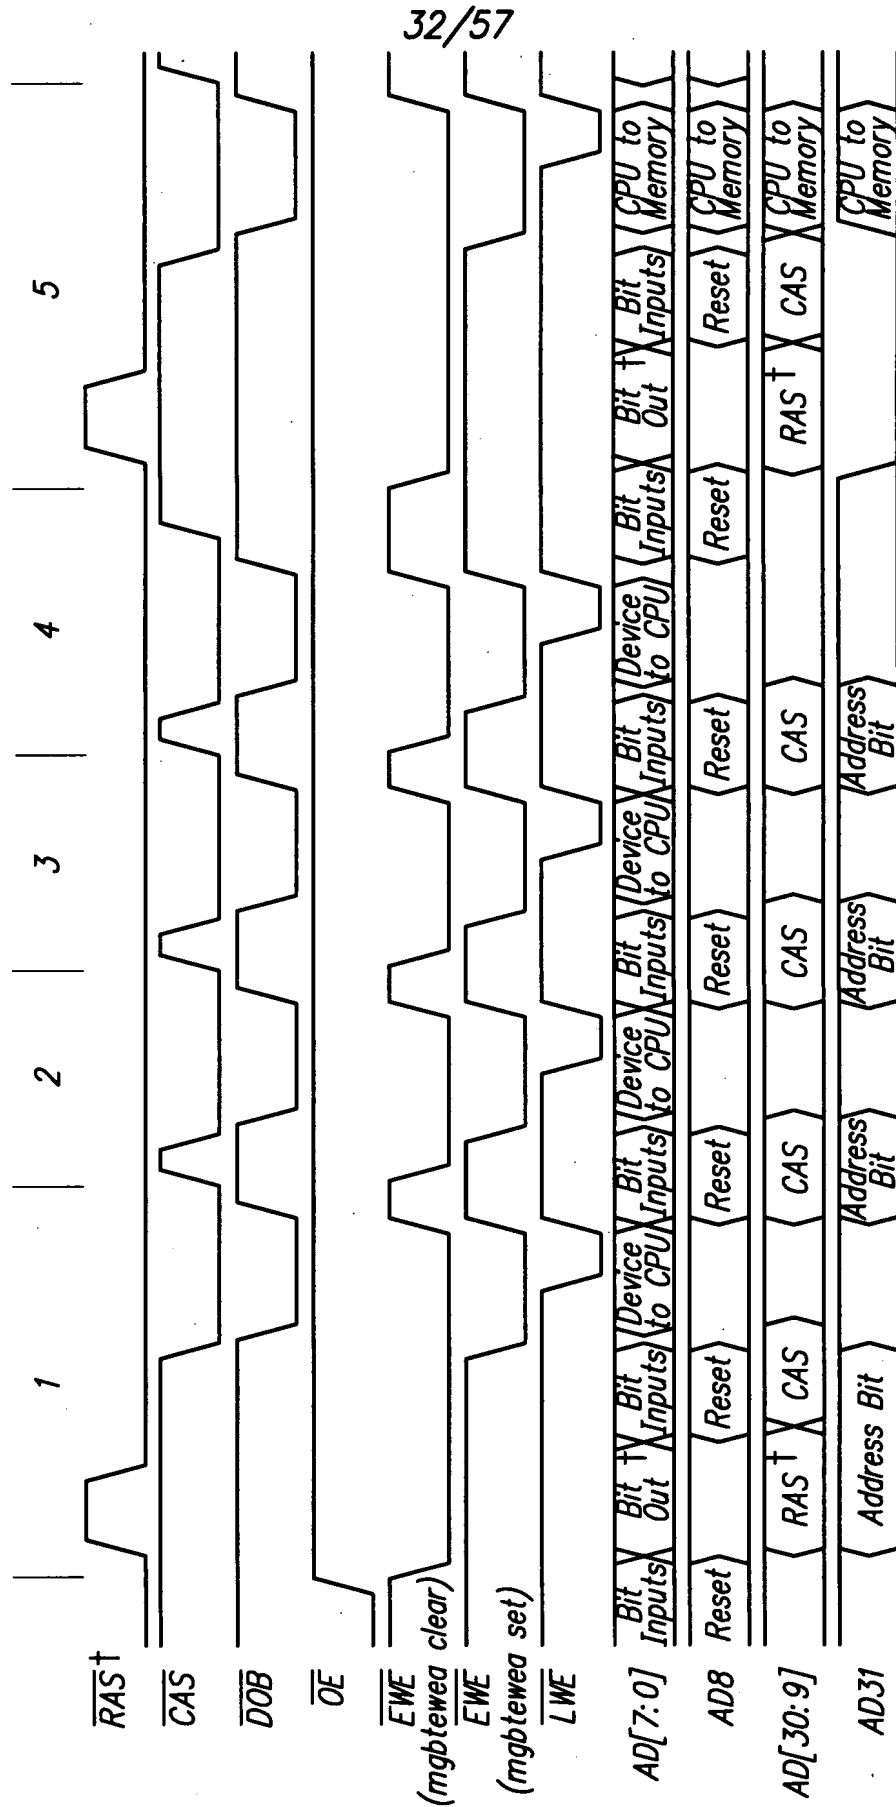 32/57
1 2 3 4 5
RAS†
CAS
DOB
OE
EWE
(mgbtewea clear)
EWE
(mgbtewea set)
LWE
AD[7:0] Bit Inputs Bit Out † Bit Inputs Device to CPU Bit Inputs Device to CPU Bit Inputs Device to CPU Bit Inputs Device to CPU Bit Inputs Bit Out † Bit Inputs CPU to Memory
AD8 Reset Reset Reset Reset Reset Reset Reset CPU to Memory
AD[30:9] RAS† CAS CAS CAS CAS RAS† CAS CPU to Memory
AD31 Address Bit Address Bit Address Bit Address Bit CPU to Memory